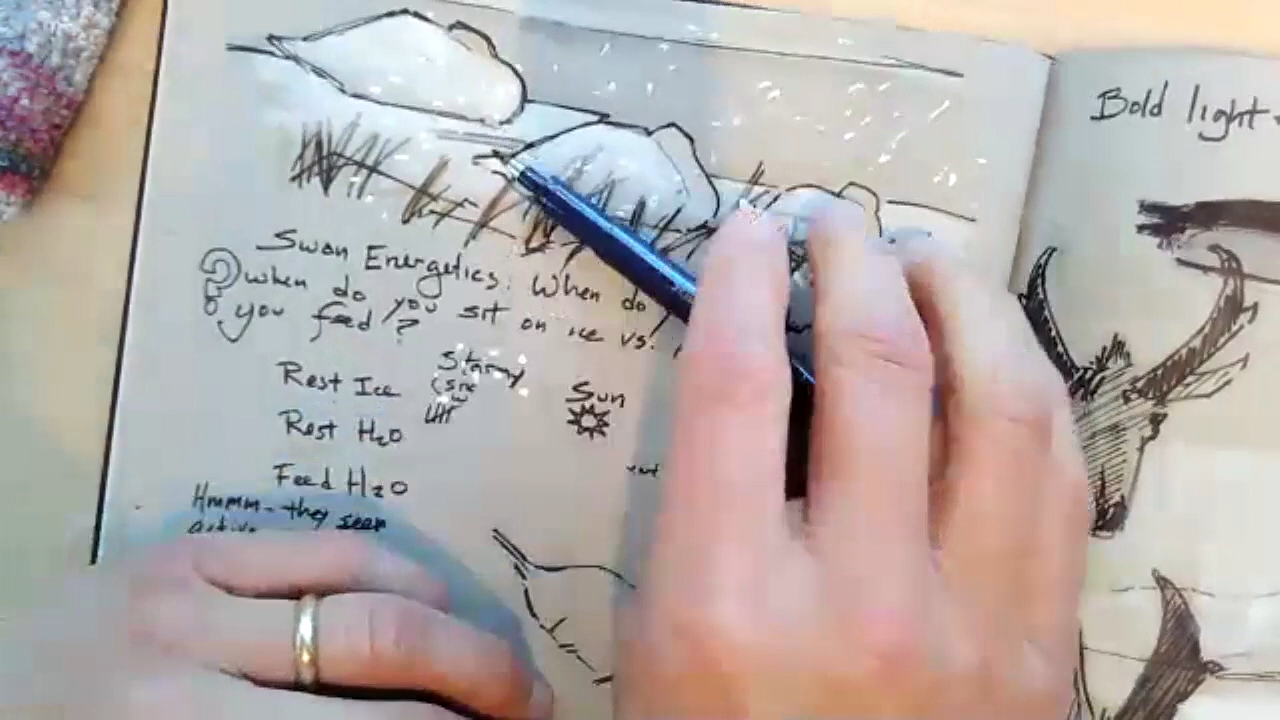 Swan Energetics: When do
when do you sit on ice vs.
you feed?
Stormy
Rest Ice
Sun
Rest H2O
Feed H2O
Hmmm - they seem
active
Bold light